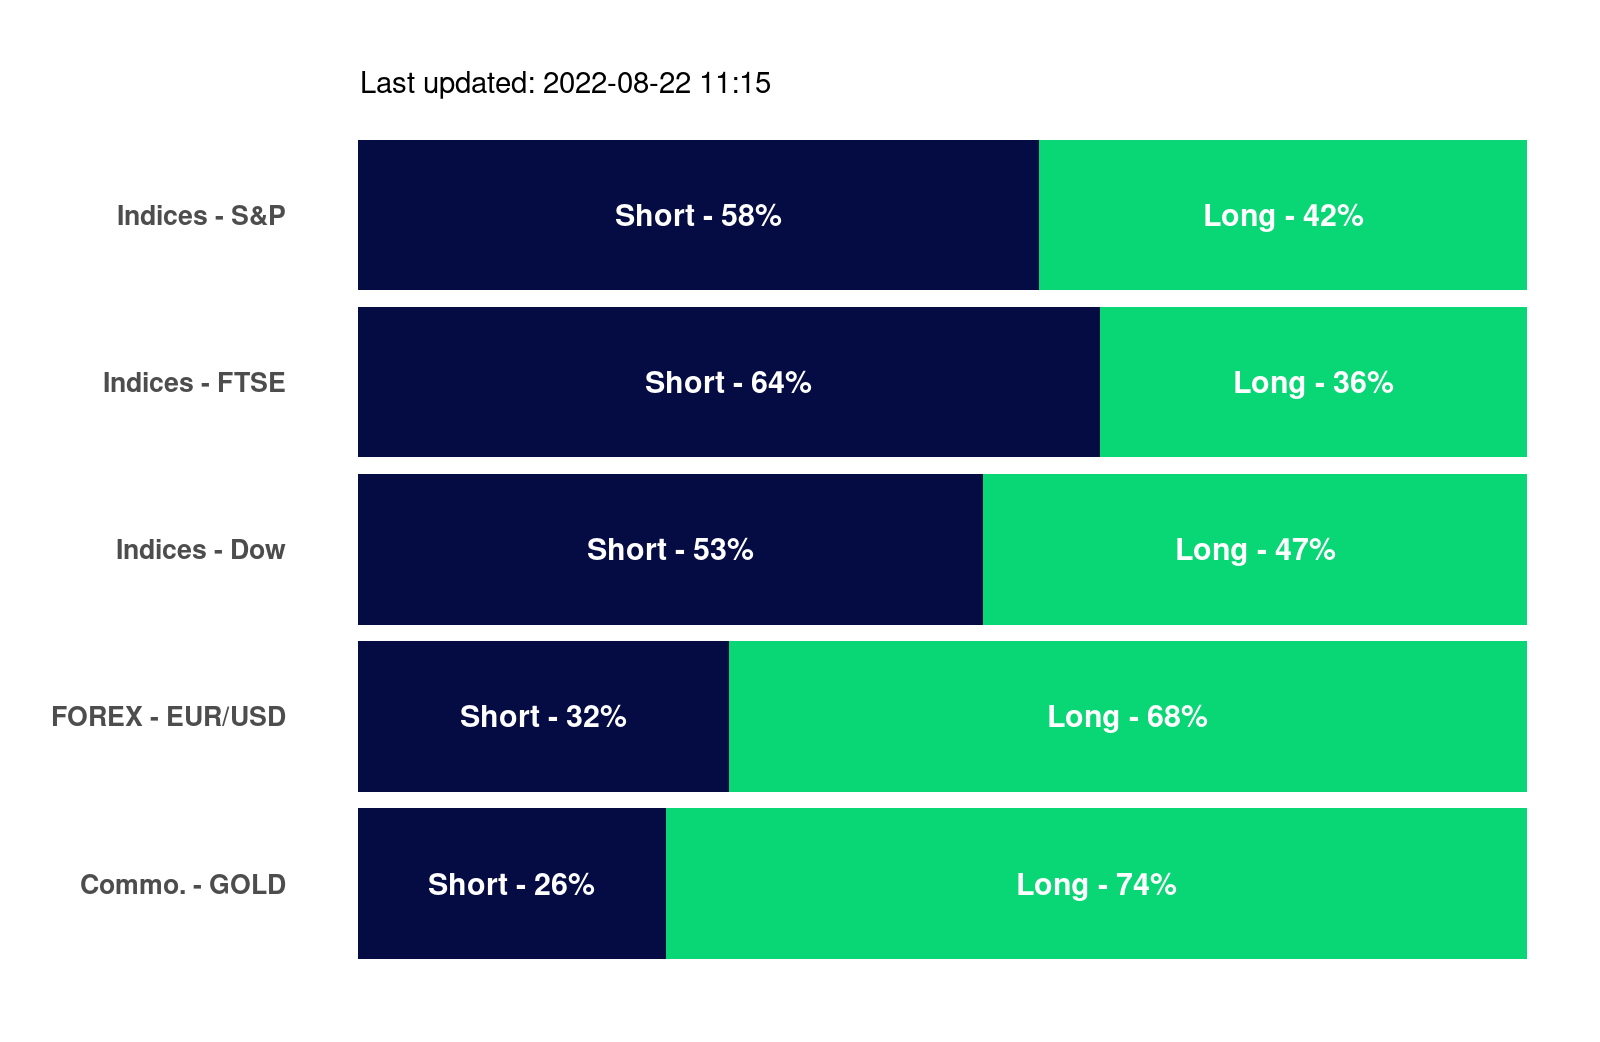 Last updated: 2022-08-22 11:15
Indices - S&P
Short - 58%
Long - 42%
Indices - FTSE
Short - 64%
Long - 36%
Indices - Dow
Short - 53%
Long - 47%
FOREX - EUR/USD
Short - 32%
Long - 68%
Commo. - GOLD
Short - 26%
Long - 74%